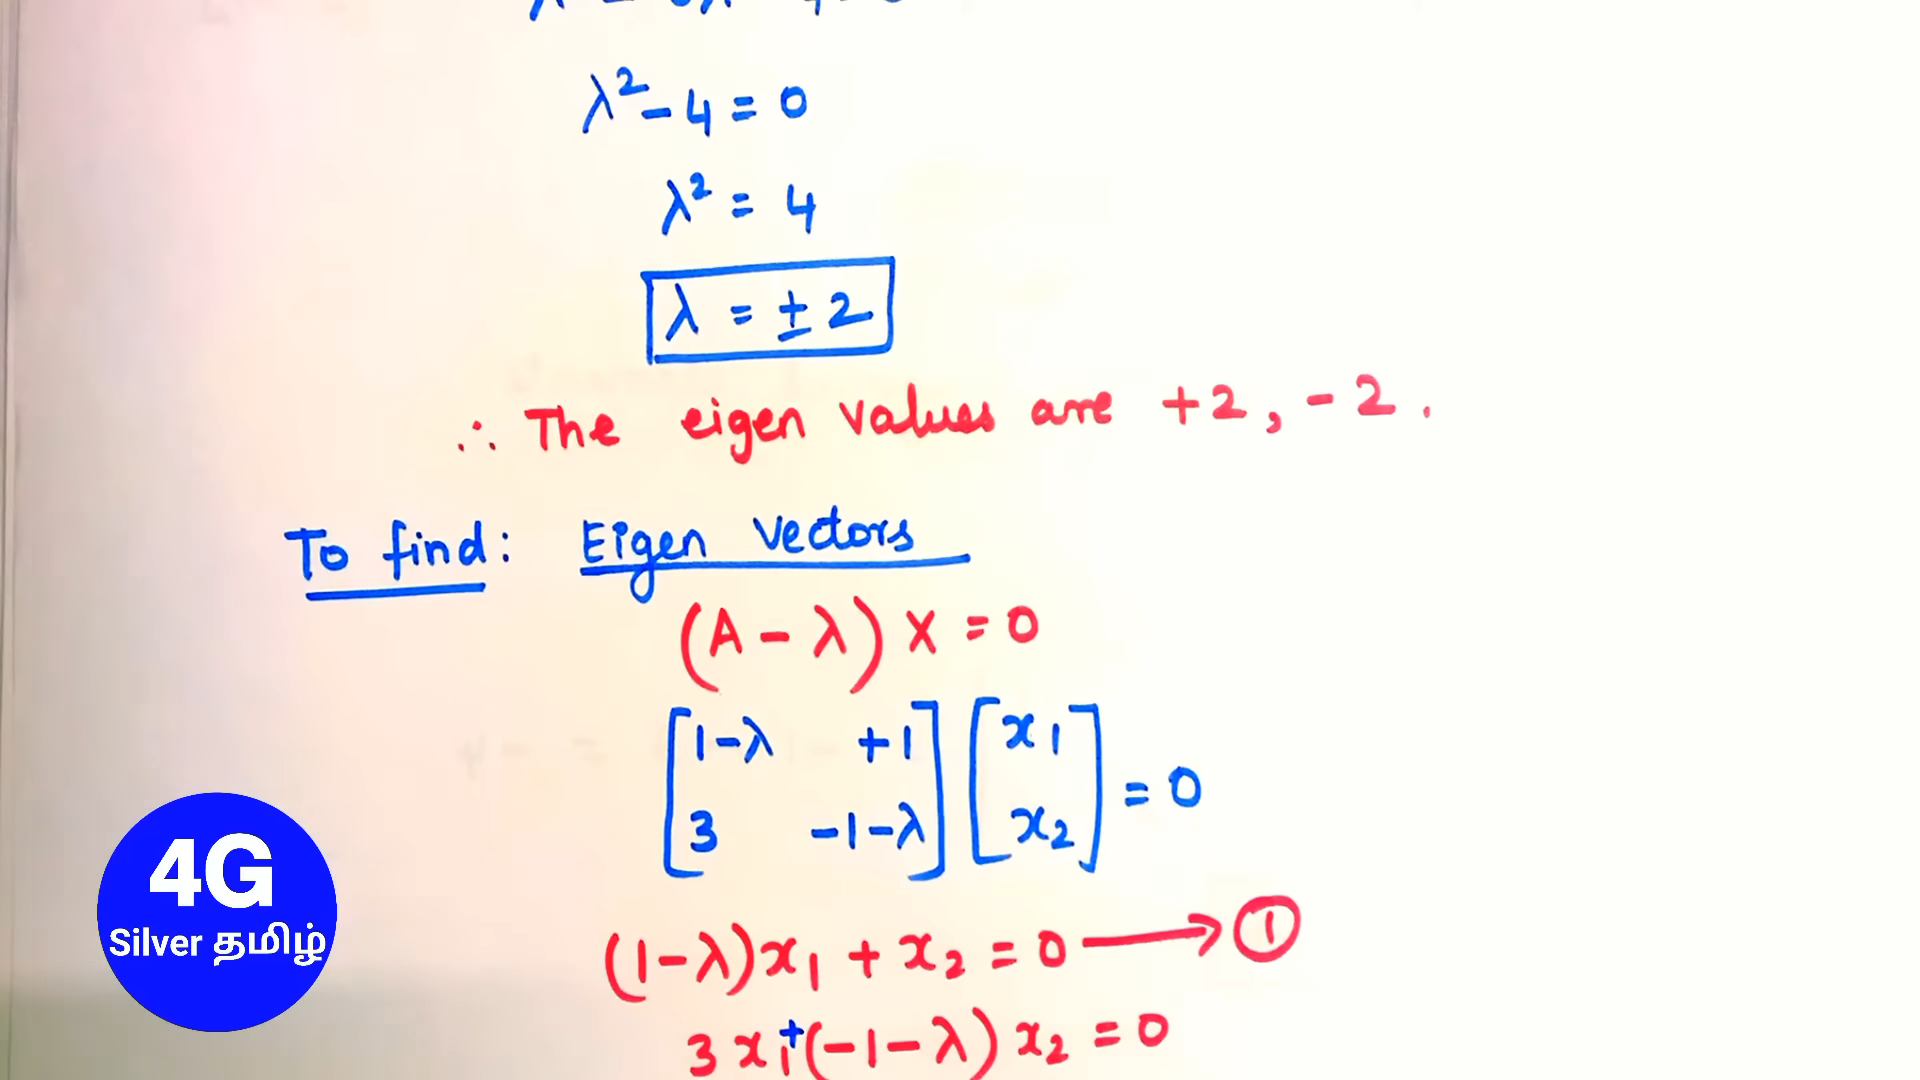 λ² - 4 = 0
λ² = 4
λ = ± 2
∴ The eigen values are +2, -2.
To find: Eigen Vectors
(A - λ) X = 0
[1-λ +1] [x1]
[3 -1-λ] [x2] = 0
(1-λ)x1 + x2 = 0 → ①
3x1 + (-1-λ) x2 = 0
4G
Silver தமிழ்